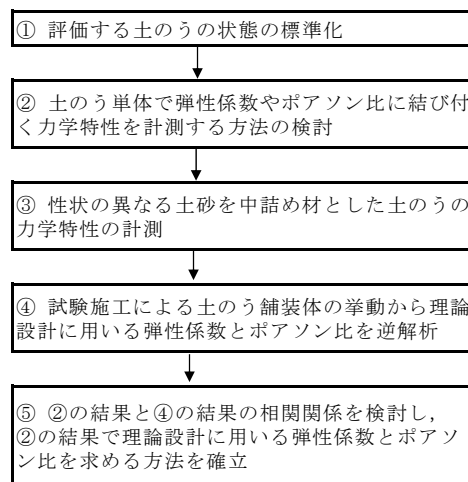 ① 評価する土のうの状態の標準化
② 土のう単体で弾性係数やポアソン比に結び付
く力学特性を計測する方法の検討
③ 性状の異なる土砂を中詰め材とした土のうの
力学特性の計測
④ 試験施工による土のう舗装体の挙動から理論
設計に用いる弾性係数とポアソン比を逆解析
⑤ ②の結果と④の結果の相関関係を検討し，
②の結果で理論設計に用いる弾性係数とポアソ
ン比を求める方法を確立